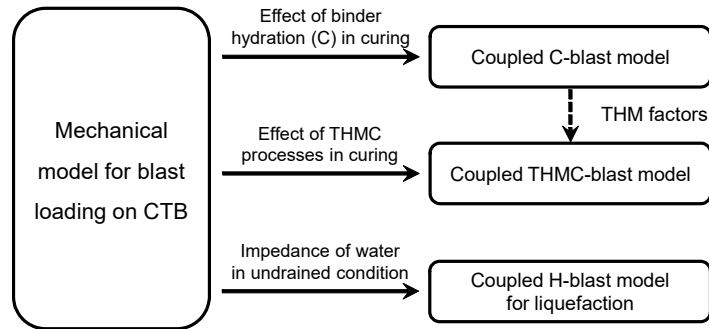 Mechanical
model for blast
loading on CTB
Effect of binder
hydration (C) in curing
Coupled C-blast model
THM factors
Effect of THMC
processes in curing
Coupled THMC-blast model
Impedance of water
in undrained condition
Coupled H-blast model
for liquefaction